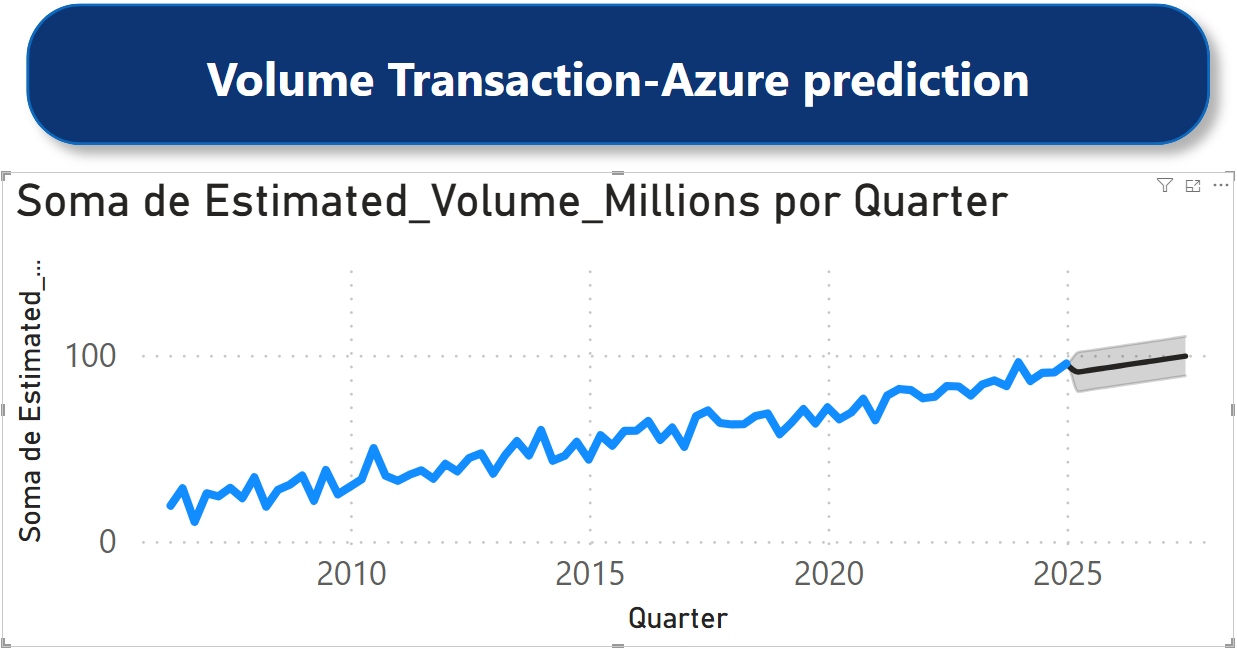 Volume Transaction-Azure prediction
Soma de Estimated_Volume_Millions por Quarter
Soma de Estimated_...
100
0
2010
2015
2020
2025
Quarter